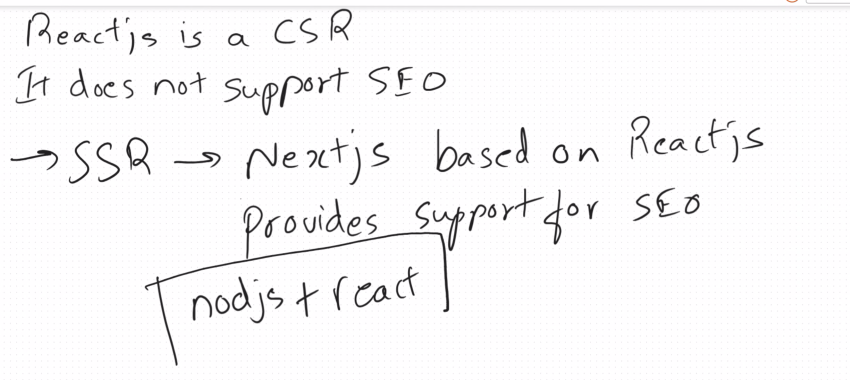 Reactjs is a CSR
It does not support SEO
→ SSR → Nextjs based on Reactjs
Provides support for SEO
nodjs + react